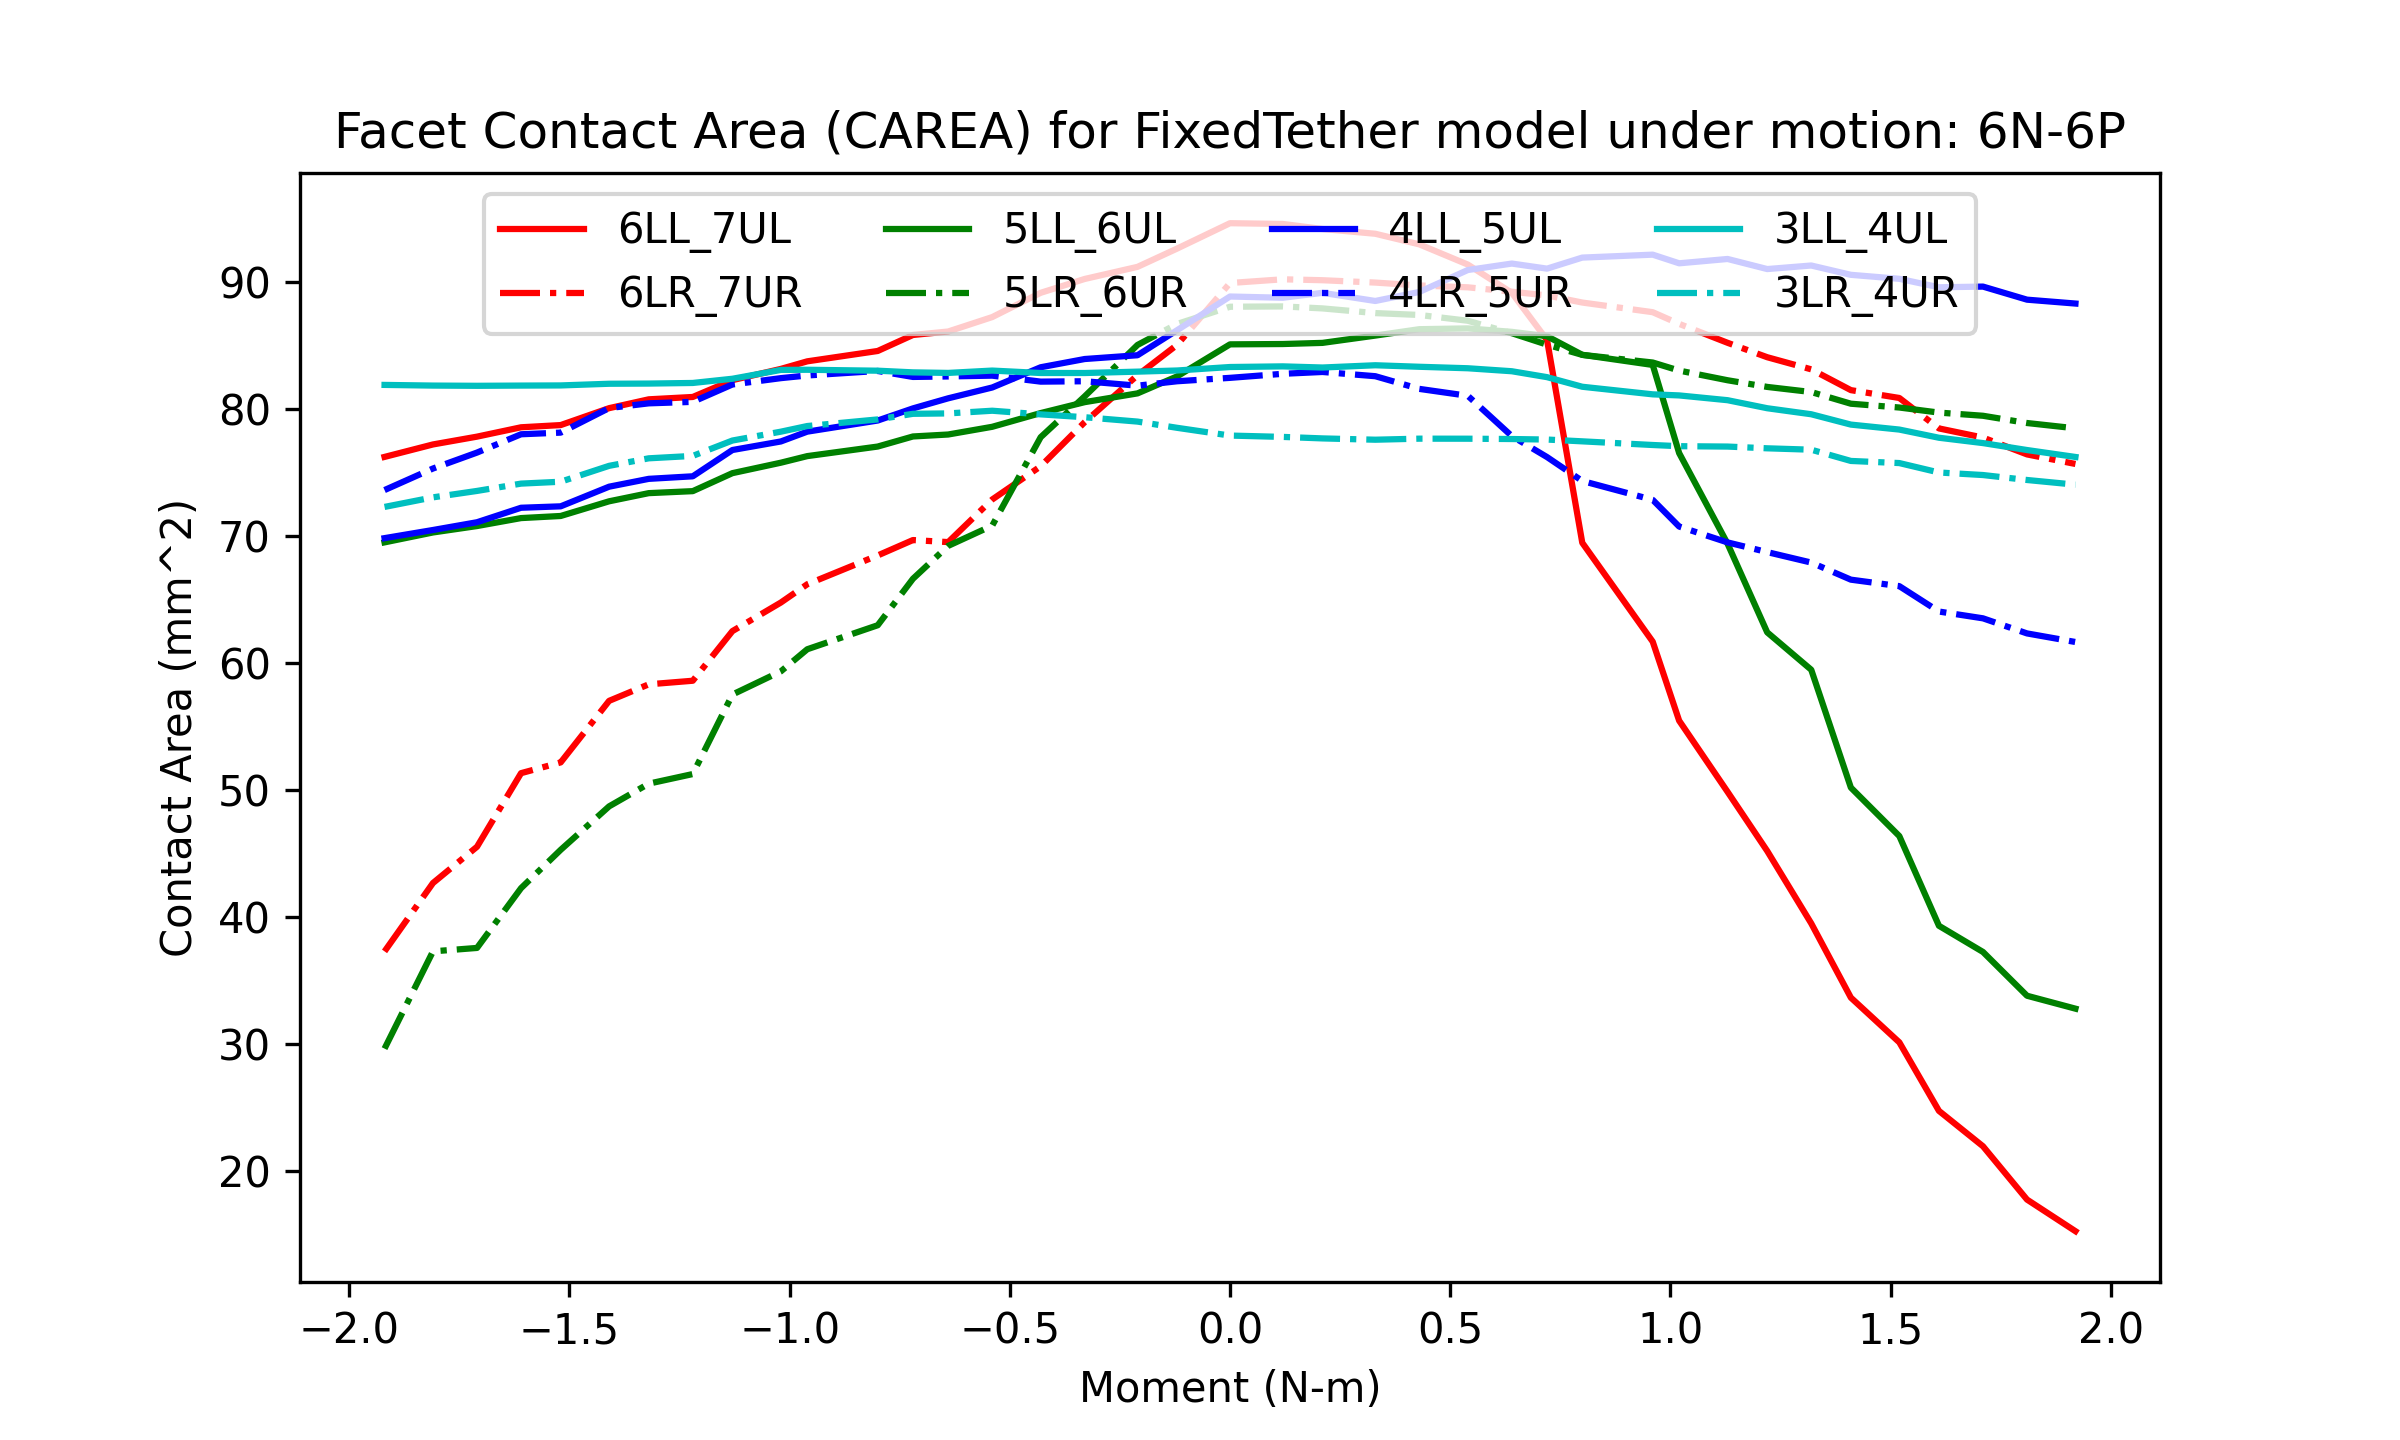 Facet Contact Area (CAREA) for FixedTether model under motion: 6N-6P
6LL_7UL 5LL_6UL 4LL_5UL 3LL_4UL
6LR_7UR 5LR_6UR 4LR_5UR 3LR_4UR
90
80
70
60
50
40
30
20
Contact Area (mm^2)
−2.0 −1.5 −1.0 −0.5 0.0 0.5 1.0 1.5 2.0
Moment (N-m)